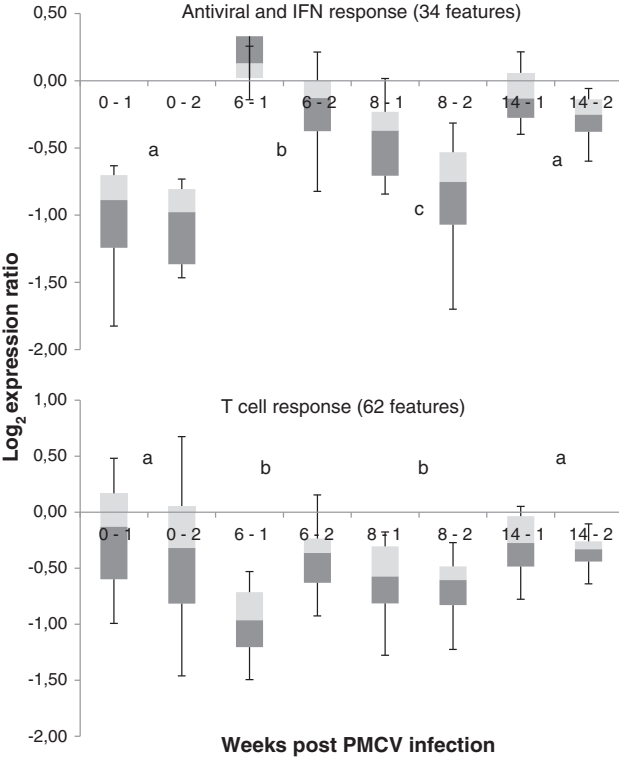 Antiviral and IFN response (34 features)
0,50
0,00
-0,50
-1,00
-1,50
-2,00
0 - 1 0 - 2 6 - 1 6 - 2 8 - 1 8 - 2 14 - 1 14 - 2
a b c a
Log2 expression ratio
T cell response (62 features)
1,00
0,50
0,00
-0,50
-1,00
-1,50
-2,00
a b b a
0 - 1 0 - 2 6 - 1 6 - 2 8 - 1 8 - 2 14 - 1 14 - 2
Weeks post PMCV infection